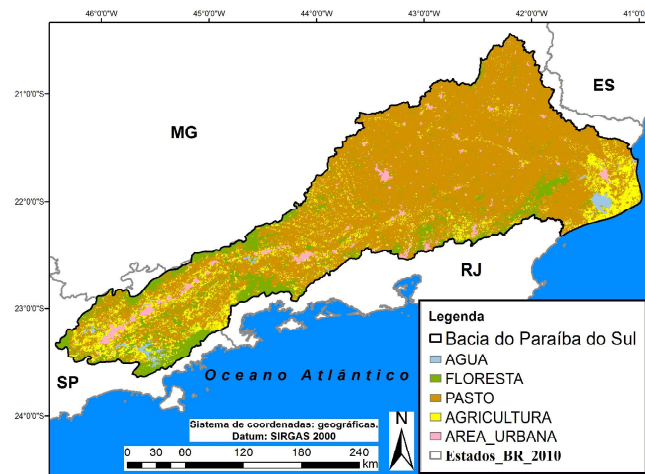 46°0'0"W 45°0'0"W 44°0'0"W 43°0'0"W 42°0'0"W 41°0'0"W
21°0'0"S
22°0'0"S
23°0'0"S
24°0'0"S
MG
ES
RJ
SP
Oceano Atlântico
Sistema de coordenadas: geográficas.
Datum: SIRGAS 2000
N
0 30 60 120 180 240
km
Legenda
Bacia do Paraíba do Sul
AGUA
FLORESTA
PASTO
AGRICULTURA
AREA_URBANA
Estados_BR_2010